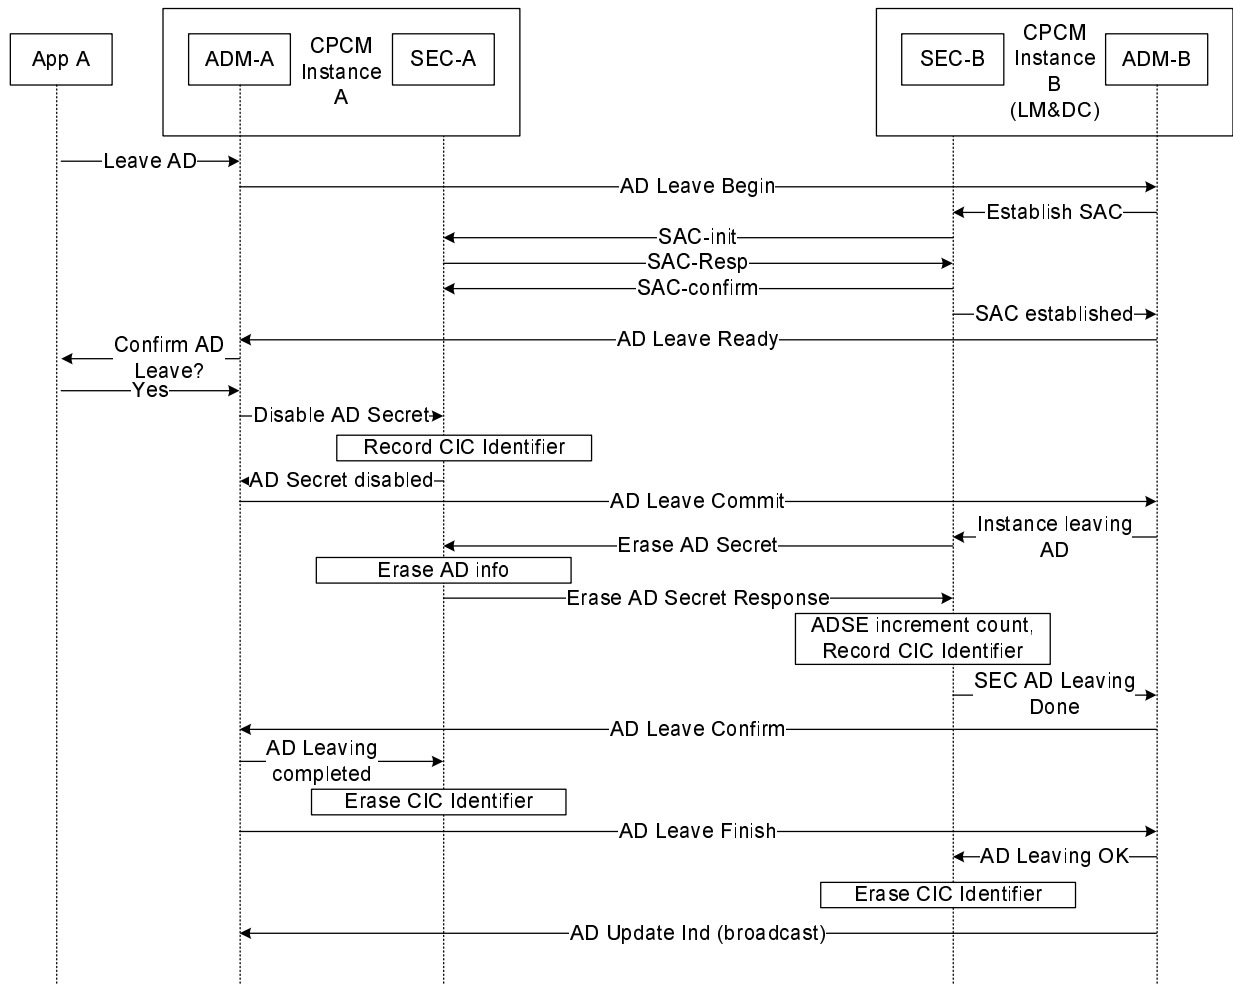 App A
ADM-A
CPCM
Instance
A
SEC-A
SEC-B
CPCM
Instance
B
(LM&DC)
ADM-B
Leave AD
AD Leave Begin
Establish SAC
SAC-init
SAC-Resp
SAC-confirm
SAC established
AD Leave Ready
Confirm AD
Leave?
Yes
Disable AD Secret
Record CIC Identifier
AD Secret disabled
AD Leave Commit
Instance leaving
AD
Erase AD Secret
Erase AD info
Erase AD Secret Response
ADSE increment count,
Record CIC Identifier
SEC AD Leaving
Done
AD Leave Confirm
AD Leaving
completed
Erase CIC Identifier
AD Leave Finish
AD Leaving OK
Erase CIC Identifier
AD Update Ind (broadcast)